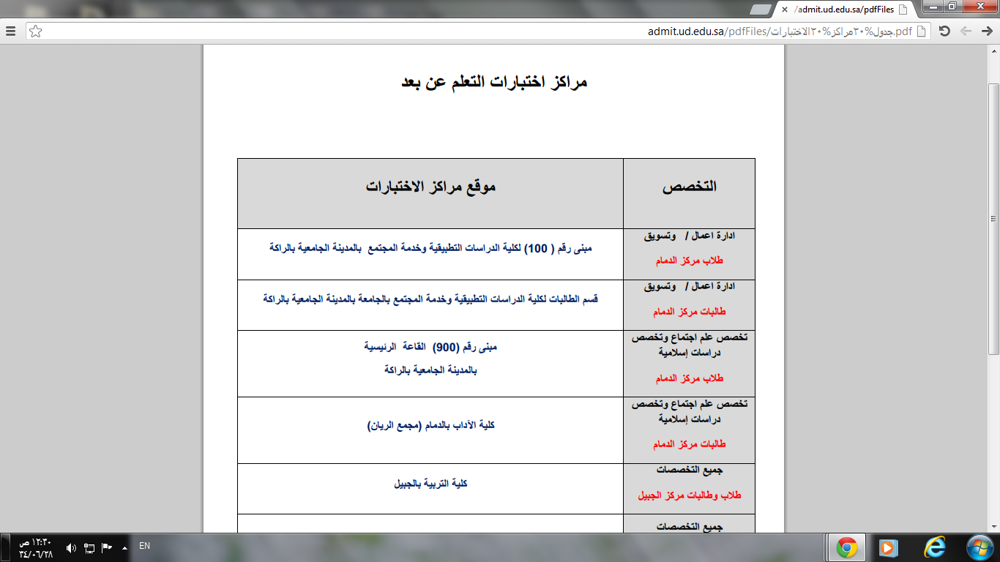 admit.ud.edu.sa/pdfFiles/
admit.ud.edu.sa/pdfFiles/جدول%٢٠مراكز%٢٠الاختبارات.pdf
مراكز اختبارات التعلم عن بعد
التخصص
موقع مراكز الاختبارات
ادارة اعمال / وتسويق
طلاب مركز الدمام
مبنى رقم ( 100) لكلية الدراسات التطبيقية وخدمة المجتمع بالمدينة الجامعية بالراكة
ادارة اعمال / وتسويق
طالبات مركز الدمام
قسم الطالبات لكلية الدراسات التطبيقية وخدمة المجتمع بالجامعة بالمدينة الجامعية بالراكة
تخصص علم اجتماع وتخصص
دراسات إسلامية
طلاب مركز الدمام
مبنى رقم (900) القاعة الرئيسية
بالمدينة الجامعية بالراكة
تخصص علم اجتماع وتخصص
دراسات إسلامية
طالبات مركز الدمام
كلية الآداب بالدمام (مجمع الريان)
جميع التخصصات
طلاب وطالبات مركز الجبيل
كلية التربية بالجبيل
جميع التخصصات
EN
١٢:٣٠ ص
٣٤/٠٦/٢٨